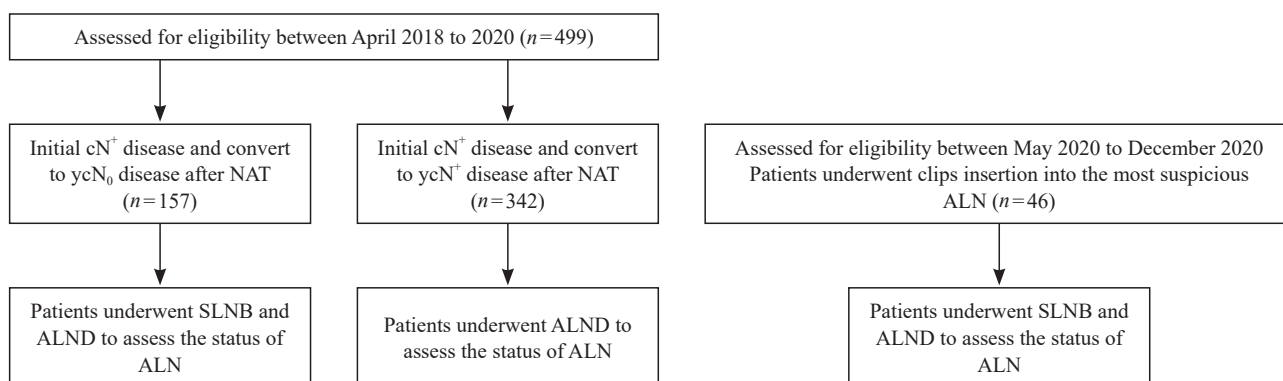 Assessed for eligibility between April 2018 to 2020 (n=499)
Initial cN⁺ disease and convert
to ycN₀ disease after NAT
(n=157)
Initial cN⁺ disease and convert
to ycN⁺ disease after NAT
(n=342)
Assessed for eligibility between May 2020 to December 2020
Patients underwent clips insertion into the most suspicious
ALN (n=46)
Patients underwent SLNB and
ALND to assess the status of
ALN
Patients underwent ALND to
assess the status of ALN
Patients underwent SLNB and
ALND to assess the status of
ALN